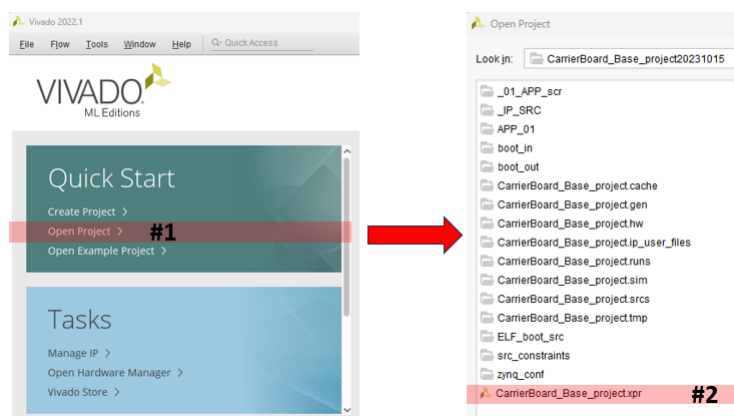 Vivado 2022.1
File Flow Tools Window Help Q- Quick Access
VIVADO
ML Editions
Quick Start
Create Project >
Open Project > #1
Open Example Project >
Tasks
Manage IP >
Open Hardware Manager >
Vivado Store >
Open Project
Look in: CarrierBoard_Base_project20231015
_01_APP_scr
_IP_SRC
APP_01
boot_in
boot_out
CarrierBoard_Base_project.cache
CarrierBoard_Base_project.gen
CarrierBoard_Base_project.hw
CarrierBoard_Base_project.ip_user_files
CarrierBoard_Base_project.runs
CarrierBoard_Base_project.sim
CarrierBoard_Base_project.srcs
CarrierBoard_Base_project.tmp
ELF_boot_src
src_constraints
zynq_conf
CarrierBoard_Base_project.xpr #2